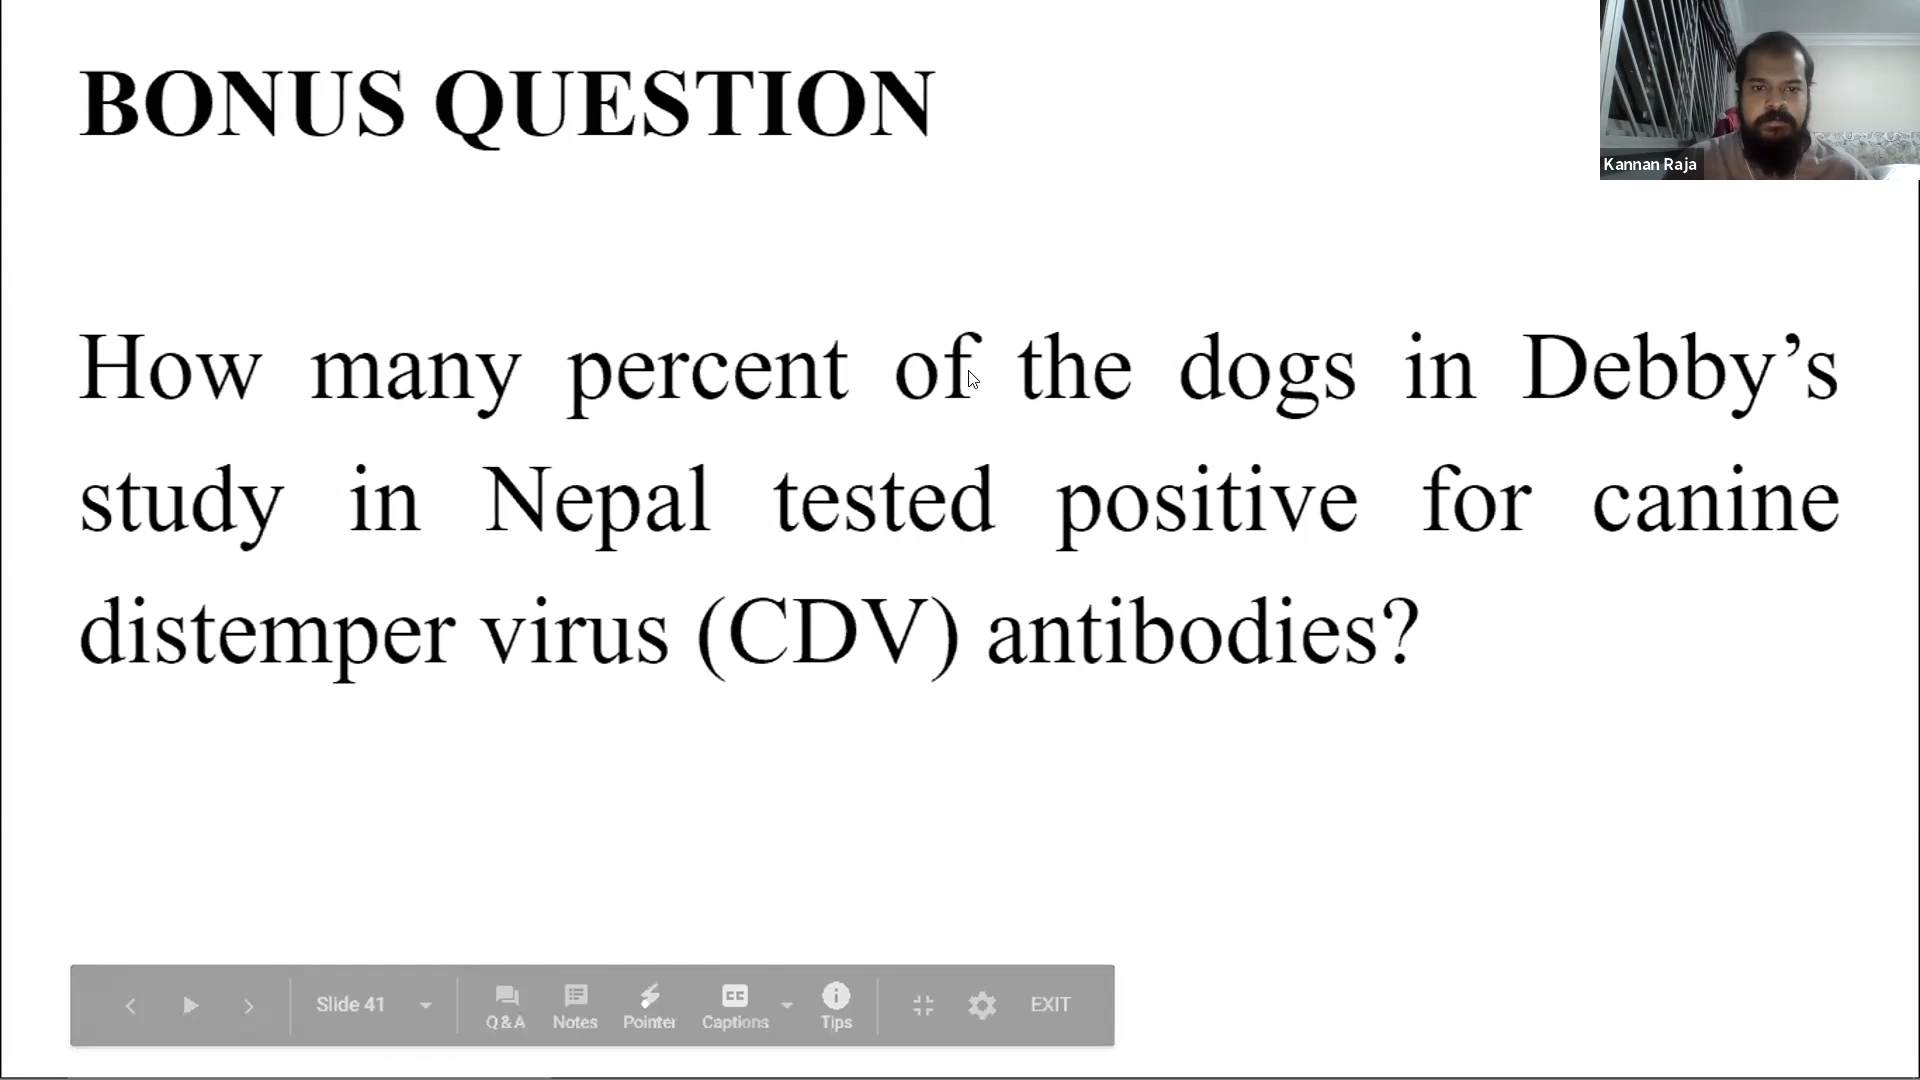 BONUS QUESTION
Kannan Raja
How many percent of the dogs in Debby’s
study in Nepal tested positive for canine
distemper virus (CDV) antibodies?
Slide 41
Q&A
Notes
Pointer
CC
Captions
Tips
EXIT